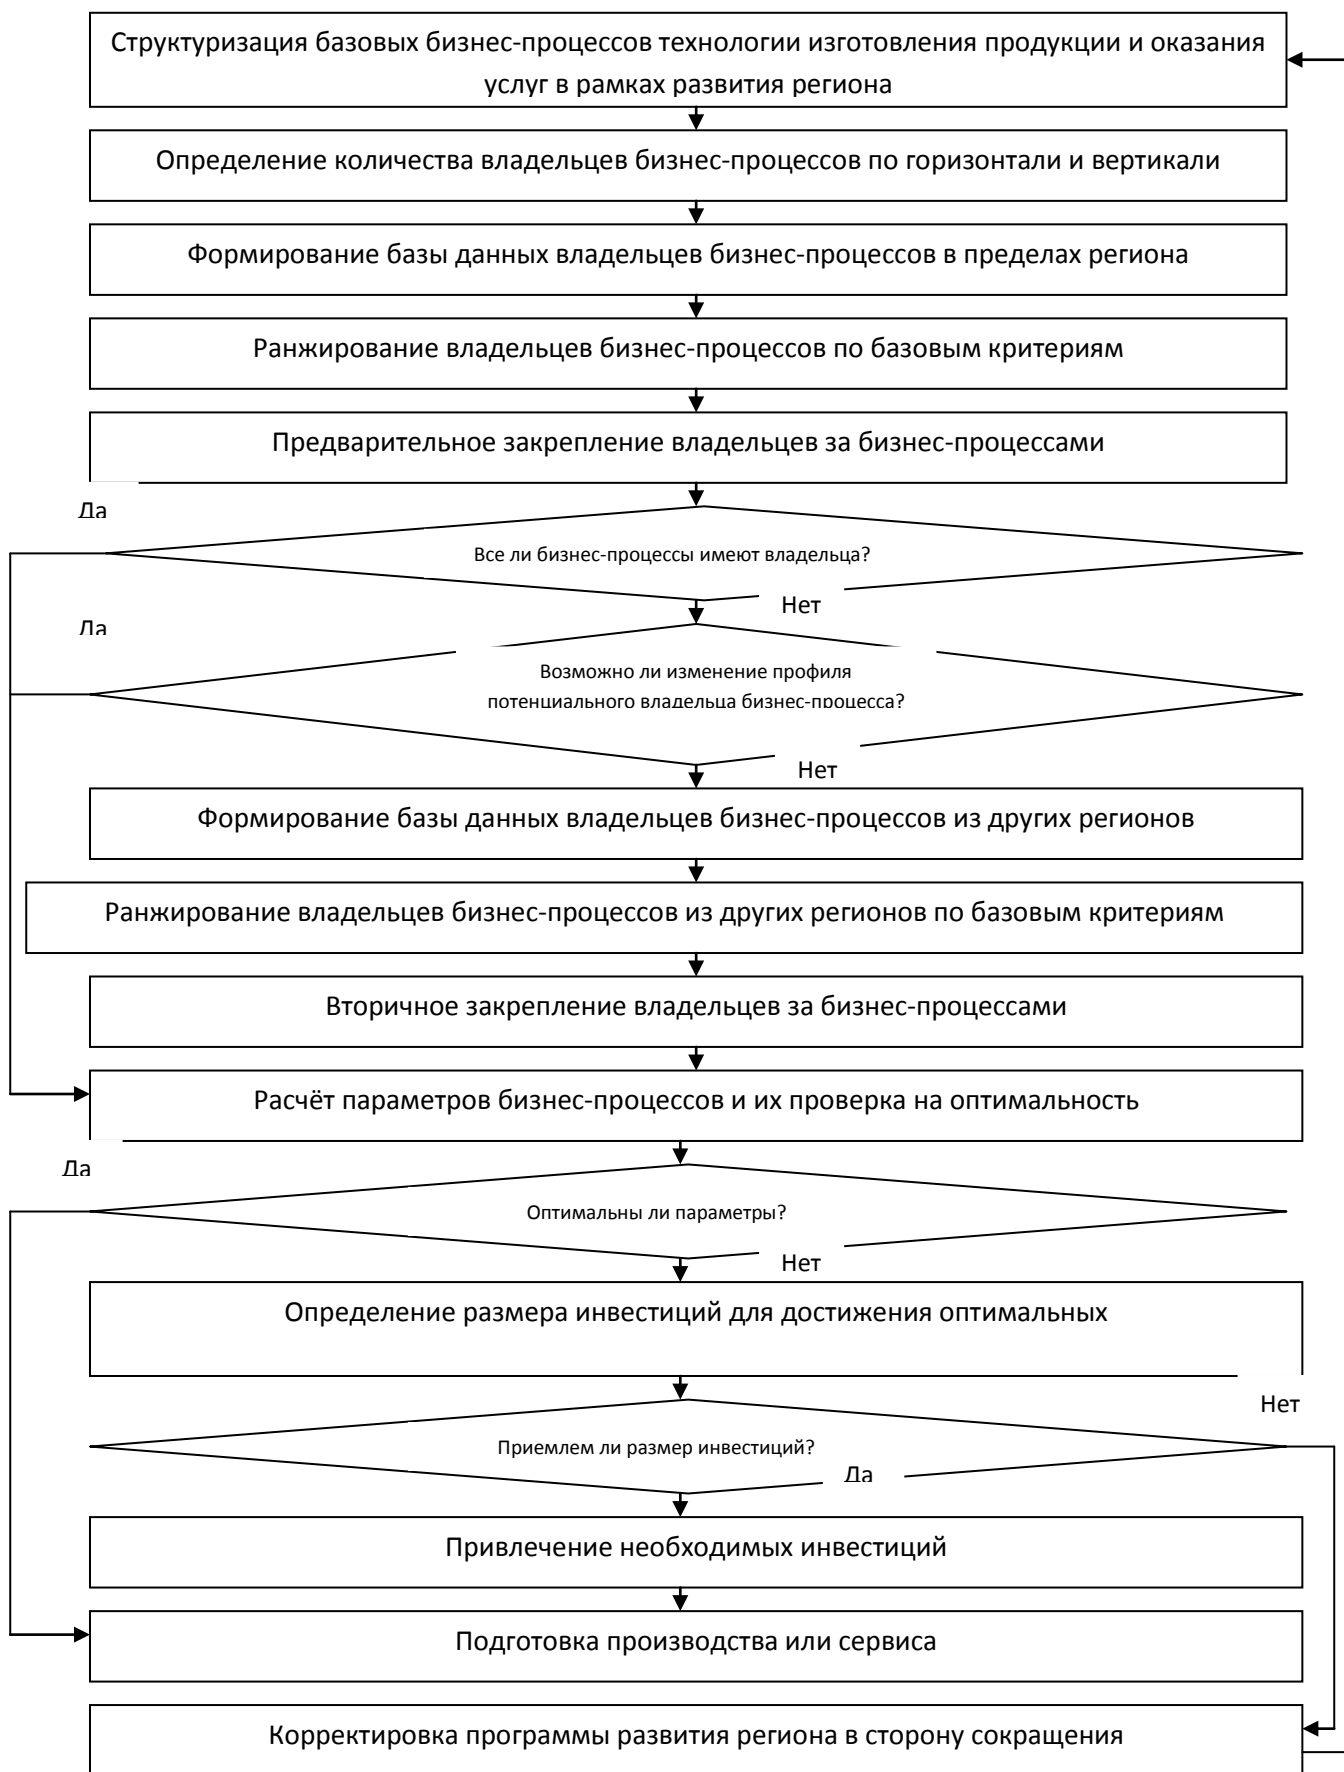 Структуризация базовых бизнес-процессов технологии изготовления продукции и оказания
услуг в рамках развития региона
Определение количества владельцев бизнес-процессов по горизонтали и вертикали
Формирование базы данных владельцев бизнес-процессов в пределах региона
Ранжирование владельцев бизнес-процессов по базовым критериям
Предварительное закрепление владельцев за бизнес-процессами
Да
Все ли бизнес-процессы имеют владельца?
Нет
Да
Возможно ли изменение профиля
потенциального владельца бизнес-процесса?
Нет
Формирование базы данных владельцев бизнес-процессов из других регионов
Ранжирование владельцев бизнес-процессов из других регионов по базовым критериям
Вторичное закрепление владельцев за бизнес-процессами
Расчёт параметров бизнес-процессов и их проверка на оптимальность
Да
Оптимальны ли параметры?
Нет
Определение размера инвестиций для достижения оптимальных
Нет
Приемлем ли размер инвестиций?
Да
Привлечение необходимых инвестиций
Подготовка производства или сервиса
Корректировка программы развития региона в сторону сокращения